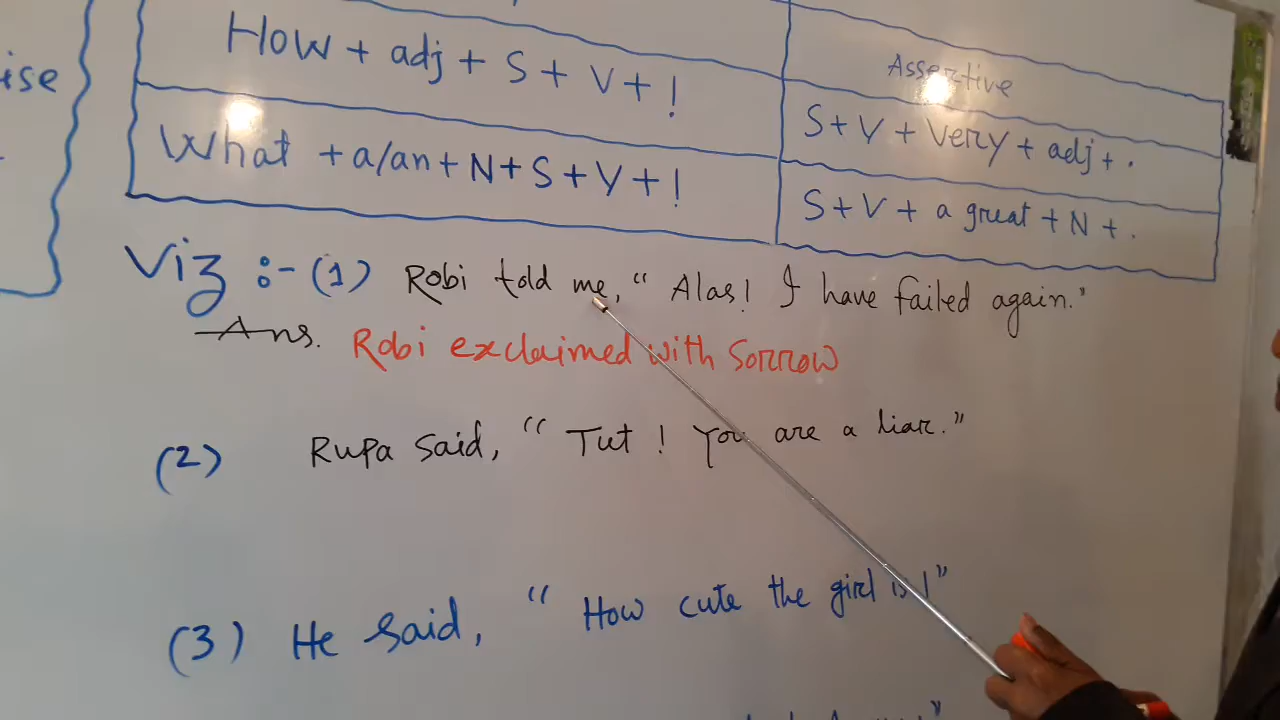 ise
How + adj + S + V + !
Assertive
S + V + very + adj + .
What + a/an + N + S + V + !
S + V + a great + N + .
Viz :- (1) Robi told me, " Alas! I have failed again."
Ans. Robi exclaimed with sorrow
(2) Rupa said, " Tut ! You are a liar."
(3) He said, " How cute the girl is !"